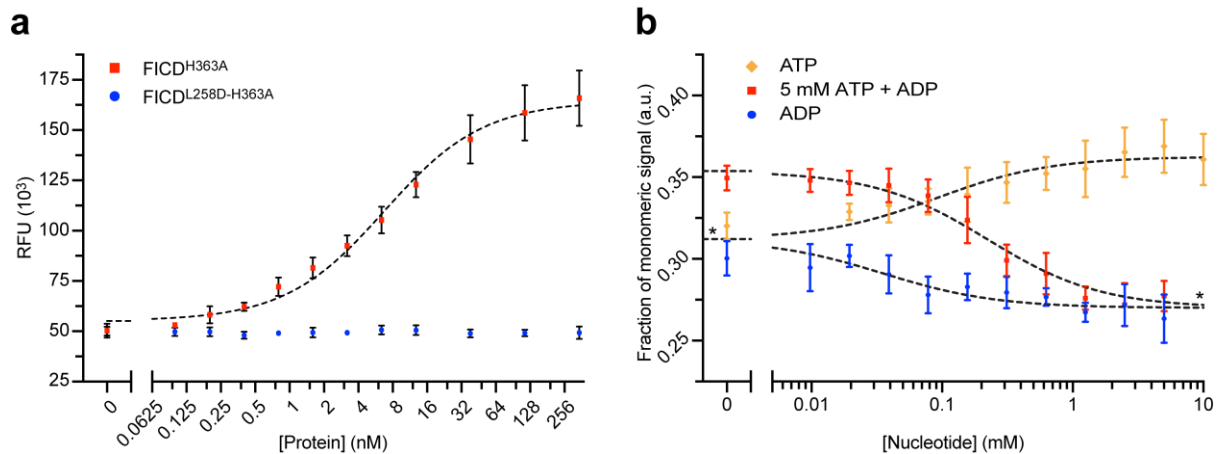 a
FICD^H363A
FICD^L258D-H363A
RFU (10³)
175
150
125
100
75
50
25
0
0.0625
0.125
0.25
0.5
1
2
4
8
16
32
64
128
256
[Protein] (nM)
b
ATP
5 mM ATP + ADP
ADP
Fraction of monomeric signal (a.u.)
0.40
0.35
0.30
0.25
*
*
0
0.01
0.1
1
10
[Nucleotide] (mM)